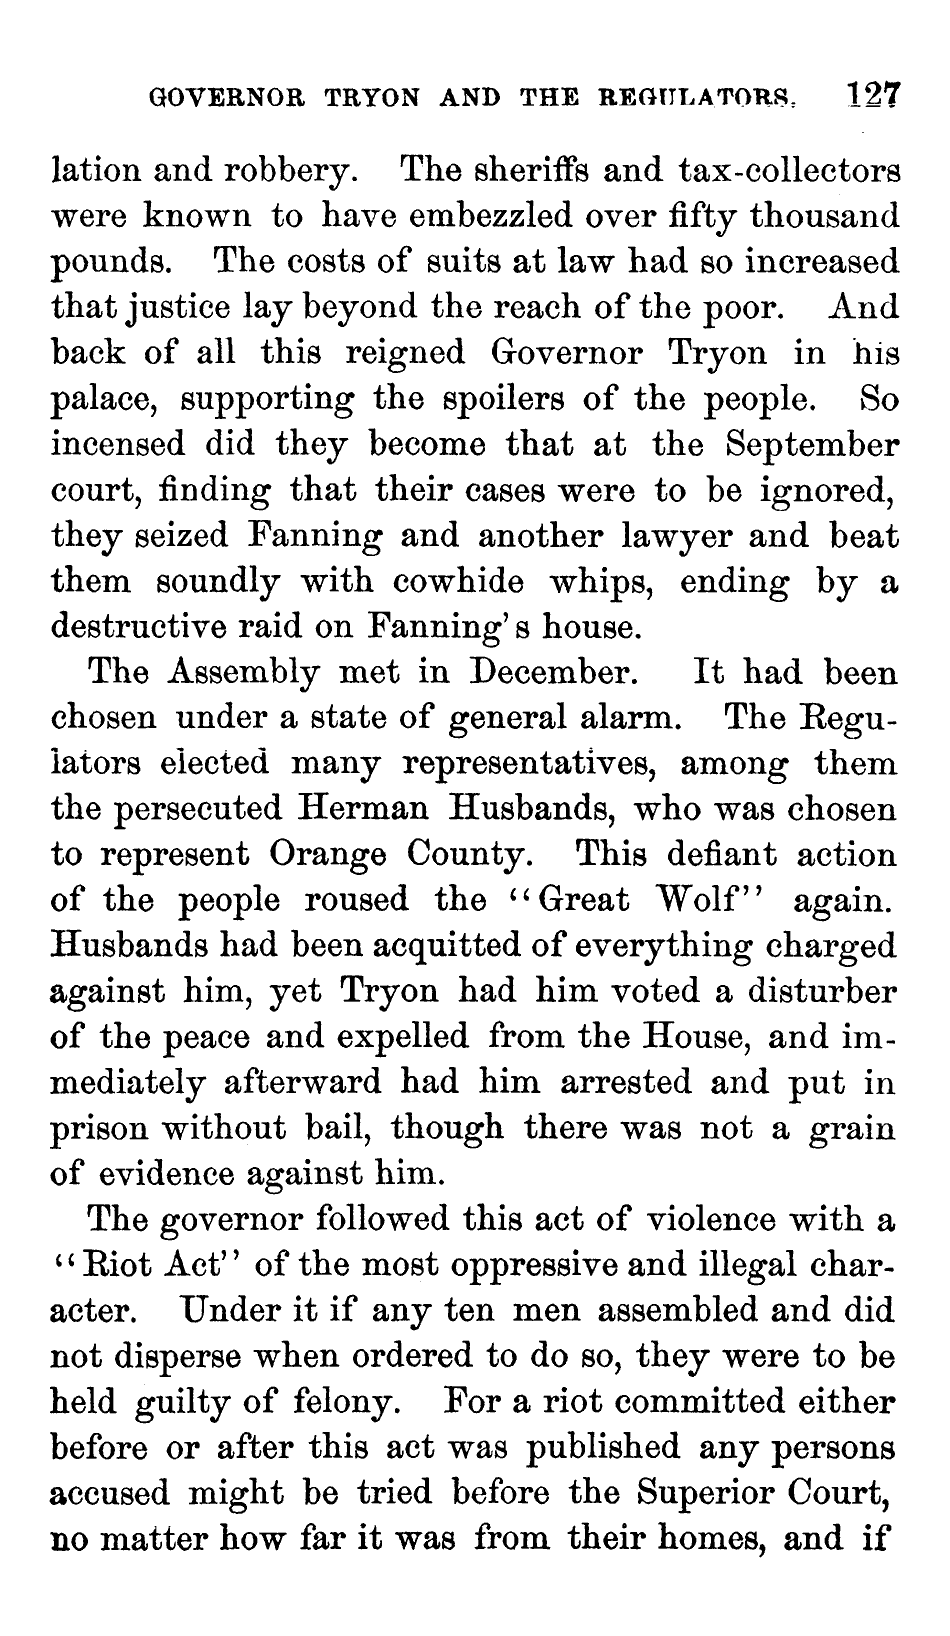 GOVERNOR TRYON AND THE REGULATORS. 127
lation and robbery. The sheriffs and tax-collectors
were known to have embezzled over fifty thousand
pounds. The costs of suits at law had so increased
that justice lay beyond the reach of the poor. And
back of all this reigned Governor Tryon in his
palace, supporting the spoilers of the people. So
incensed did they become that at the September
court, finding that their cases were to be ignored,
they seized Fanning and another lawyer and beat
them soundly with cowhide whips, ending by a
destructive raid on Fanning's house.
The Assembly met in December. It had been
chosen under a state of general alarm. The Regu-
lators elected many representatives, among them
the persecuted Herman Husbands, who was chosen
to represent Orange County. This defiant action
of the people roused the "Great Wolf" again.
Husbands had been acquitted of everything charged
against him, yet Tryon had him voted a disturber
of the peace and expelled from the House, and im-
mediately afterward had him arrested and put in
prison without bail, though there was not a grain
of evidence against him.
The governor followed this act of violence with a
"Riot Act" of the most oppressive and illegal char-
acter. Under it if any ten men assembled and did
not disperse when ordered to do so, they were to be
held guilty of felony. For a riot committed either
before or after this act was published any persons
accused might be tried before the Superior Court,
no matter how far it was from their homes, and if